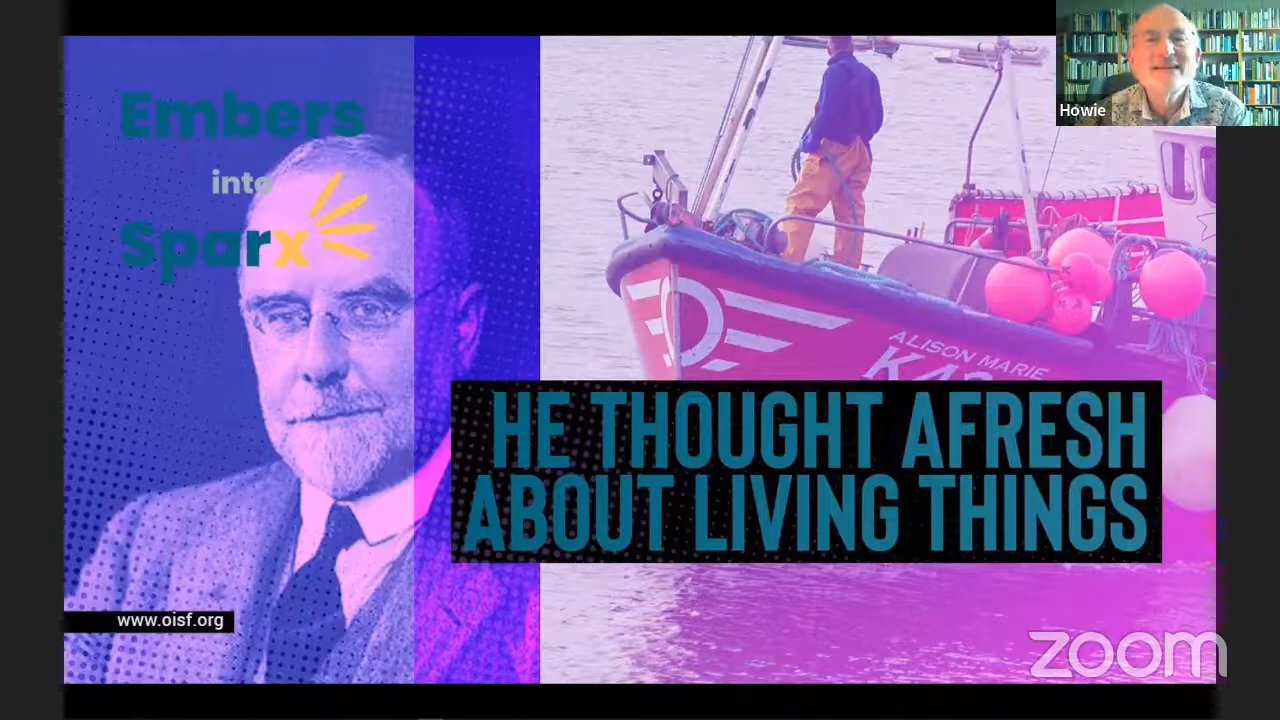 Howie
Embers
into
Sparx
ALISON MARIE
HE THOUGHT AFRESH
ABOUT LIVING THINGS
www.oisf.org
zoom